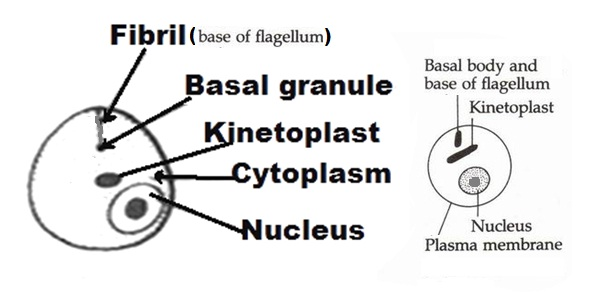 Fibril (base of flagellum)
Basal granule
Kinetoplast
Cytoplasm
Nucleus
Basal body and
base of flagellum
Kinetoplast
Nucleus
Plasma membrane